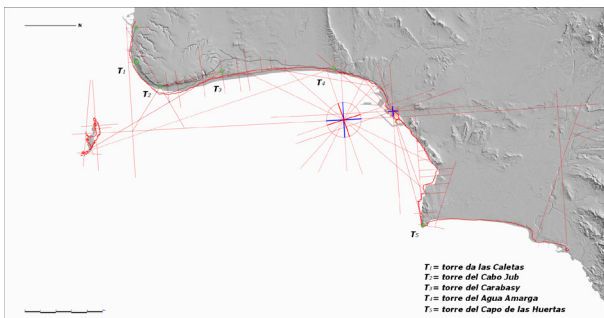 N
T1
T2
T3
T4
T5
T1= torre da las Caletas
T2= torre del Cabo Jub
T3= torre del Carabasy
T4= torre del Agua Amarga
T5= torre del Capo de las Huertas